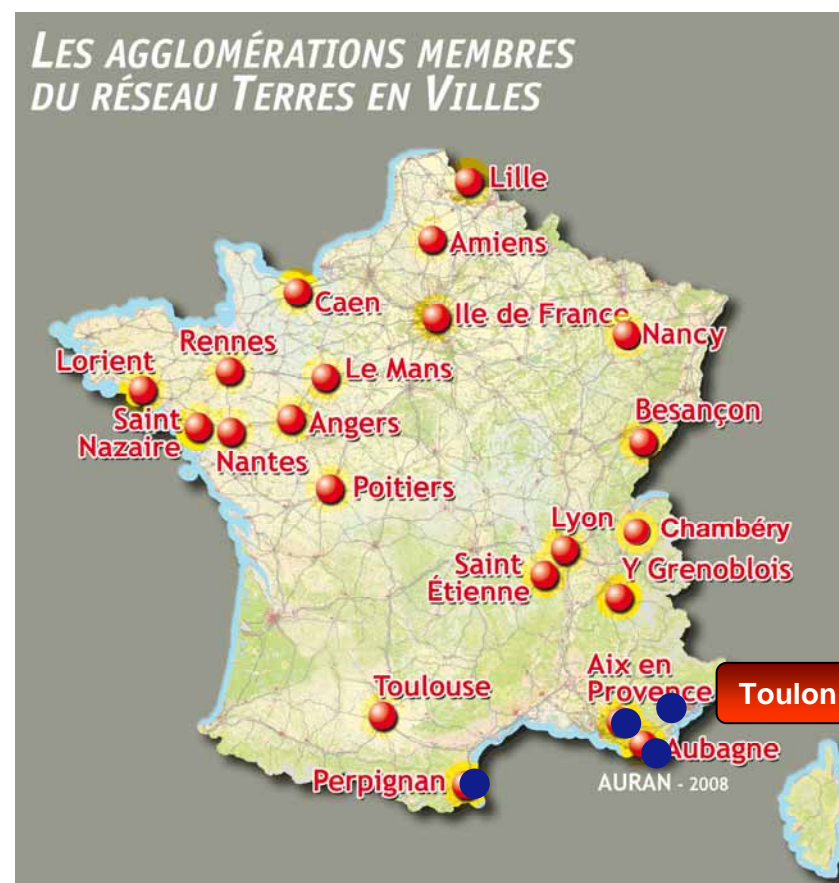 LES AGGLOMÉRATIONS MEMBRES
DU RÉSEAU TERRES EN VILLES
Lille
Amiens
Caen
Ile de France
Nancy
Rennes
Lorient
Le Mans
Saint
Nazaire
Angers
Besançon
Nantes
Poitiers
Lyon
Chambéry
Saint
Étienne
Y Grenoblois
Aix en
Provence
Toulon
Toulouse
Aubagne
Perpignan
AURAN - 2008